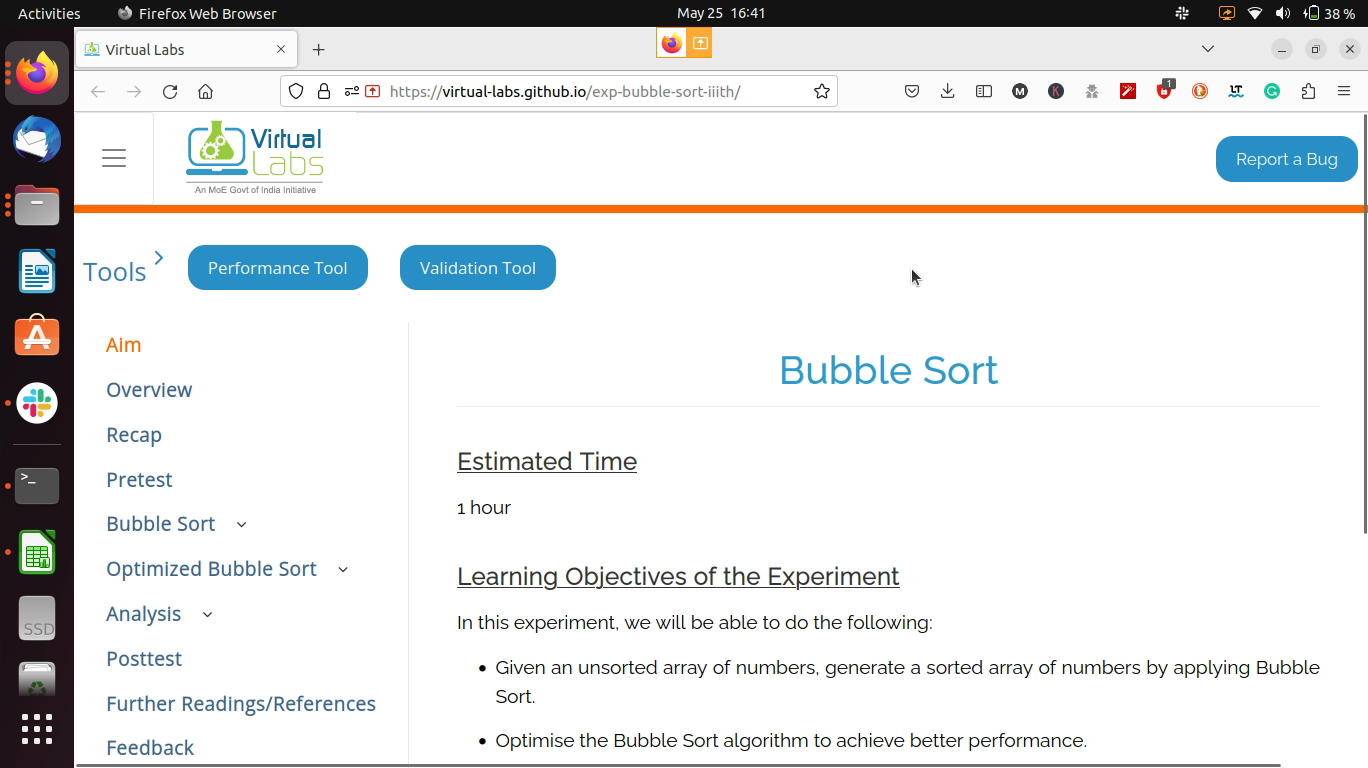 Activities
Firefox Web Browser
May 25 16:41
38 %
Virtual Labs
https://virtual-labs.github.io/exp-bubble-sort-iiith/
M
K
1
LT
G
Virtual
Labs
An MoE Govt of India Initiative
Report a Bug
Tools
Performance Tool
Validation Tool
Aim
Overview
Recap
Pretest
Bubble Sort
Optimized Bubble Sort
Analysis
Posttest
Further Readings/References
Feedback
Bubble Sort
Estimated Time
1 hour
Learning Objectives of the Experiment
In this experiment, we will be able to do the following:
• Given an unsorted array of numbers, generate a sorted array of numbers by applying Bubble
Sort.
• Optimise the Bubble Sort algorithm to achieve better performance.
>_
SSD